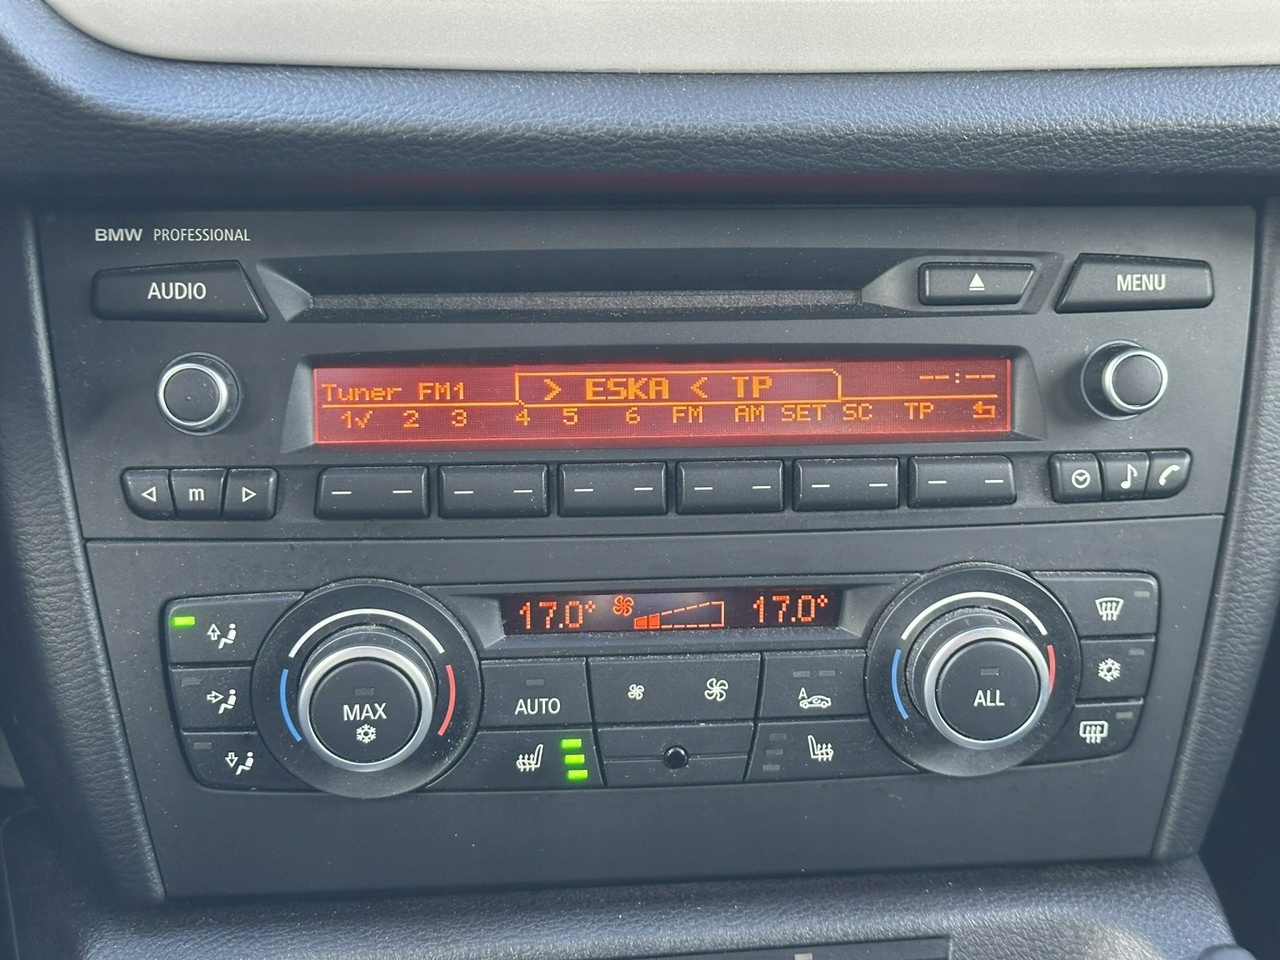 BMW PROFESSIONAL
AUDIO
MENU
Tuner FM1
> ESKA < TP
--:--
1√ 2 3 4 5 6 FM AM SET SC TP
m
17.0°
17.0°
MAX
AUTO
A
ALL